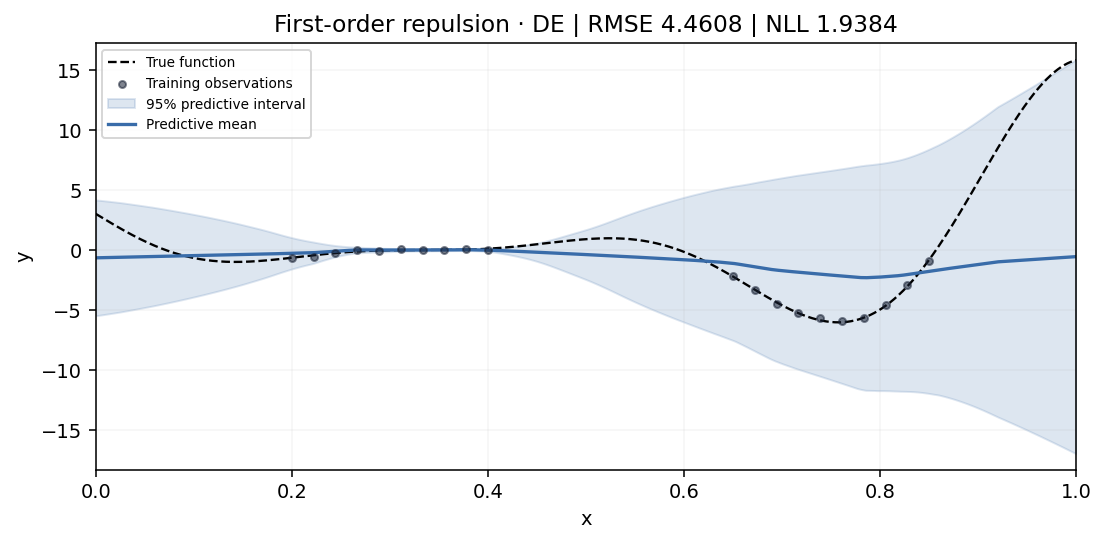 First-order repulsion · DE | RMSE 4.4608 | NLL 1.9384
True function
Training observations
95% predictive interval
Predictive mean
15
10
5
0
−5
−10
−15
y
0.0 0.2 0.4 0.6 0.8 1.0
x